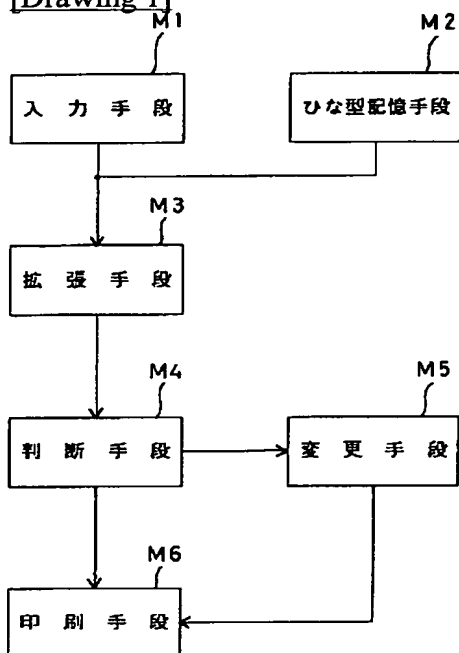 [Drawing 1]
M1
M2
入力手段
ひな型記憶手段
M3
拡張手段
M4
M5
判断手段
変更手段
M6
印刷手段